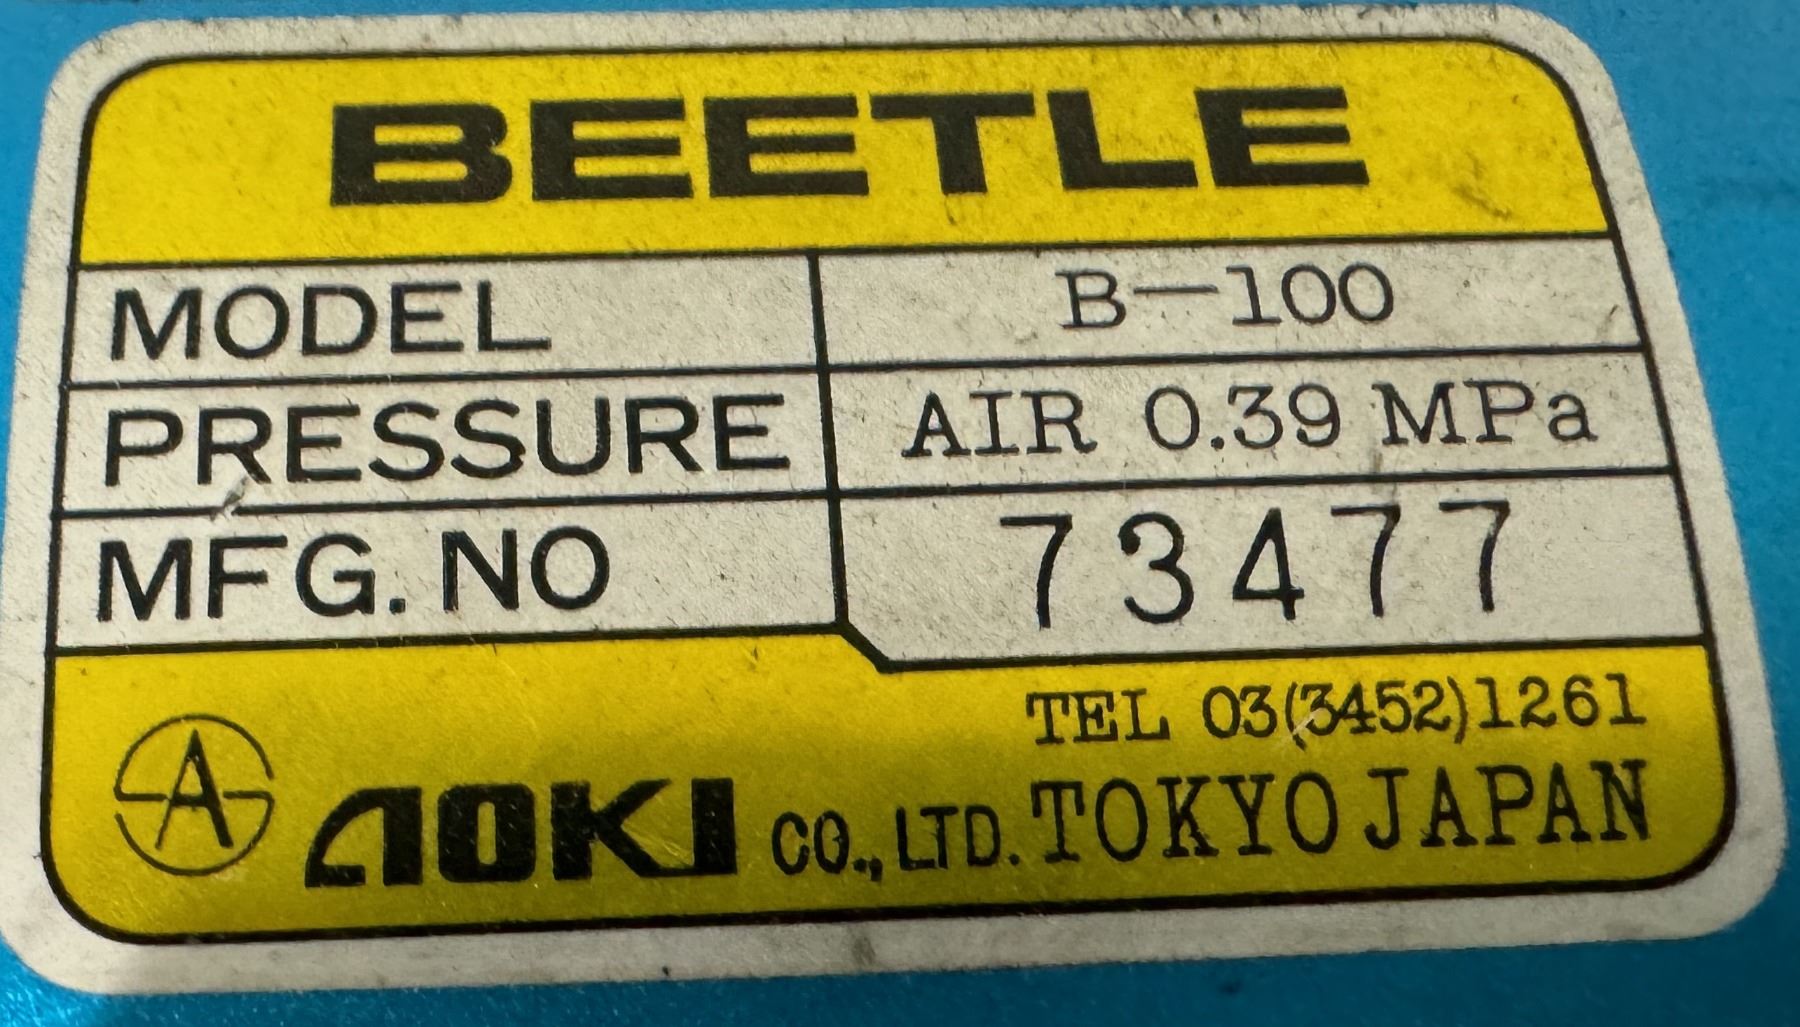 BEETLE
MODEL B-100
PRESSURE AIR 0.39 MPa
MFG. NO 73477
TEL 03(3452)1261
AOKI CO., LTD. TOKYO JAPAN